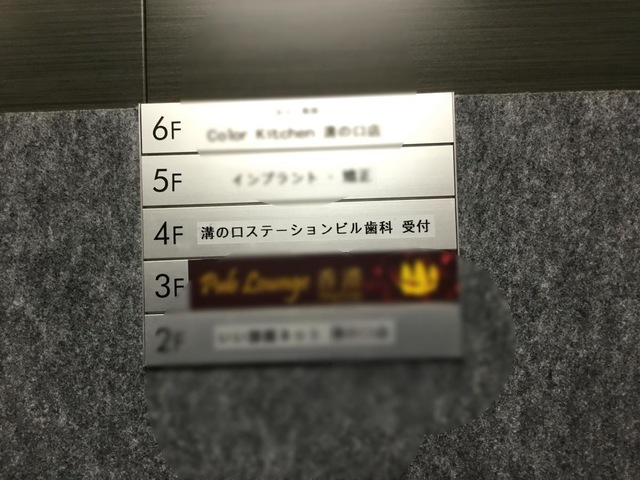 6F Color Kitchen 溝の口店
5F インプラント・矯正
4F 溝の口ステーションビル歯科 受付
3F Pole Lounge
2F